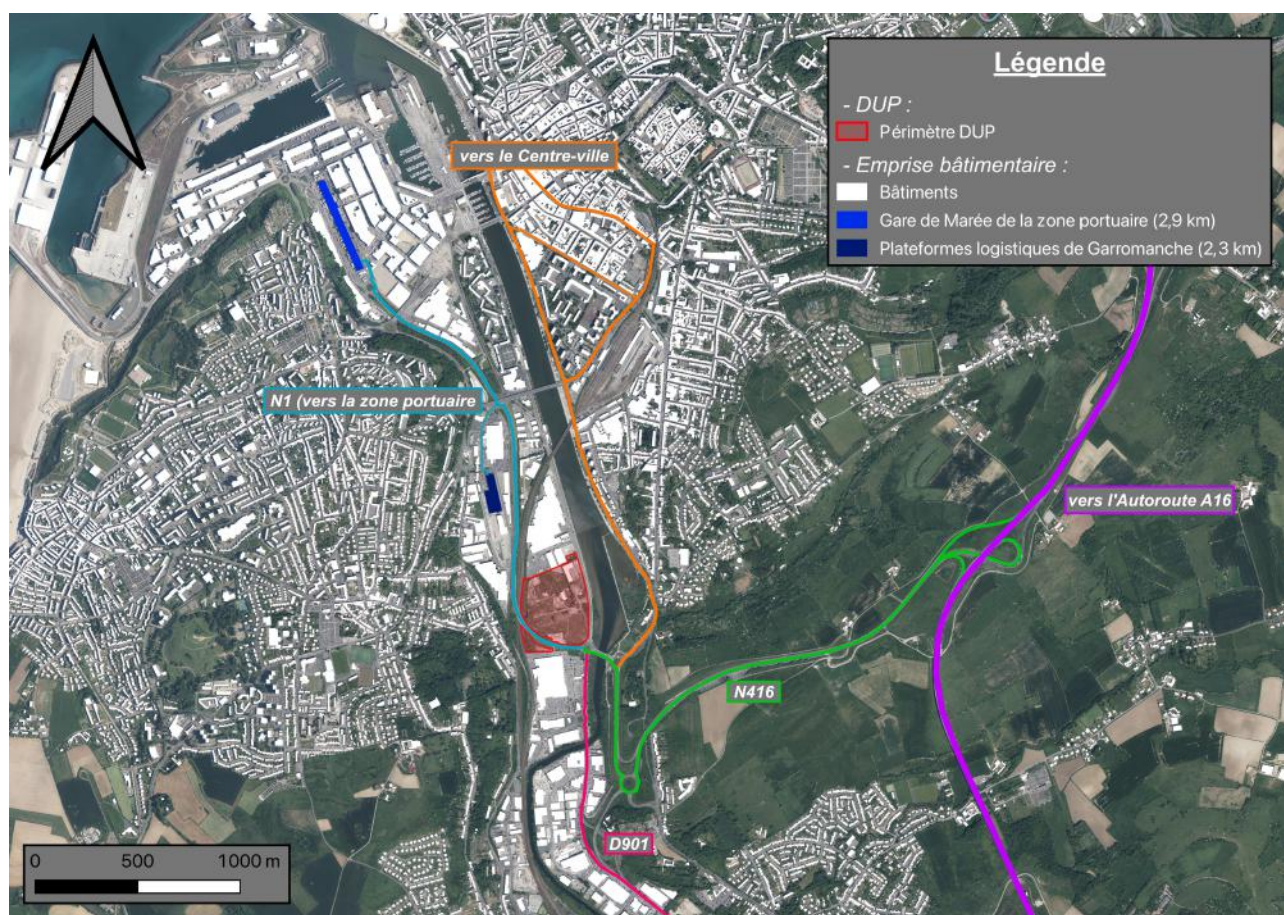 Légende
- DUP :
Périmètre DUP
- Emprise bâtimentaire :
Bâtiments
Gare de Marée de la zone portuaire (2,9 km)
Plateformes logistiques de Garromanche (2,3 km)
vers le Centre-ville
N1 (vers la zone portuaire
vers l'Autoroute A16
N416
D901
0 500 1000 m